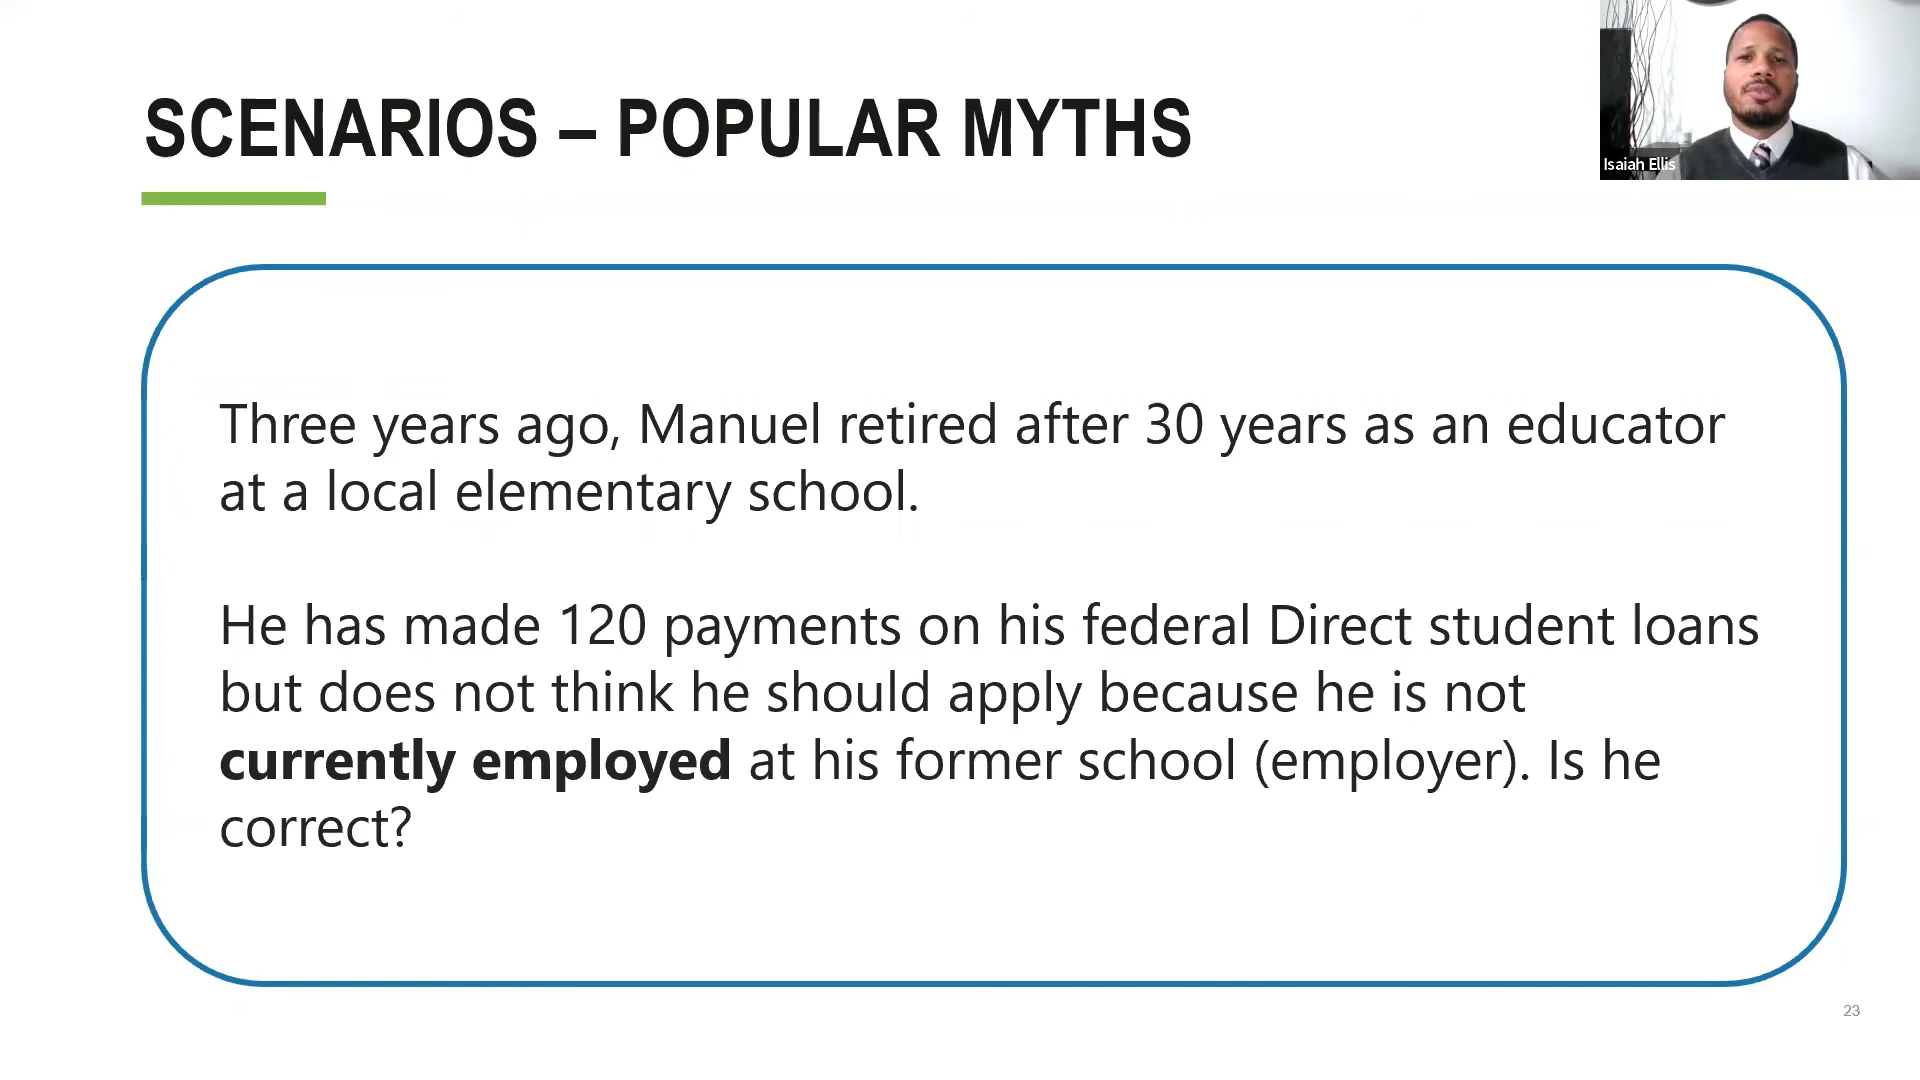 SCENARIOS – POPULAR MYTHS
Isaiah Ellis
Three years ago, Manuel retired after 30 years as an educator
at a local elementary school.
He has made 120 payments on his federal Direct student loans
but does not think he should apply because he is not
currently employed at his former school (employer). Is he
correct?
23